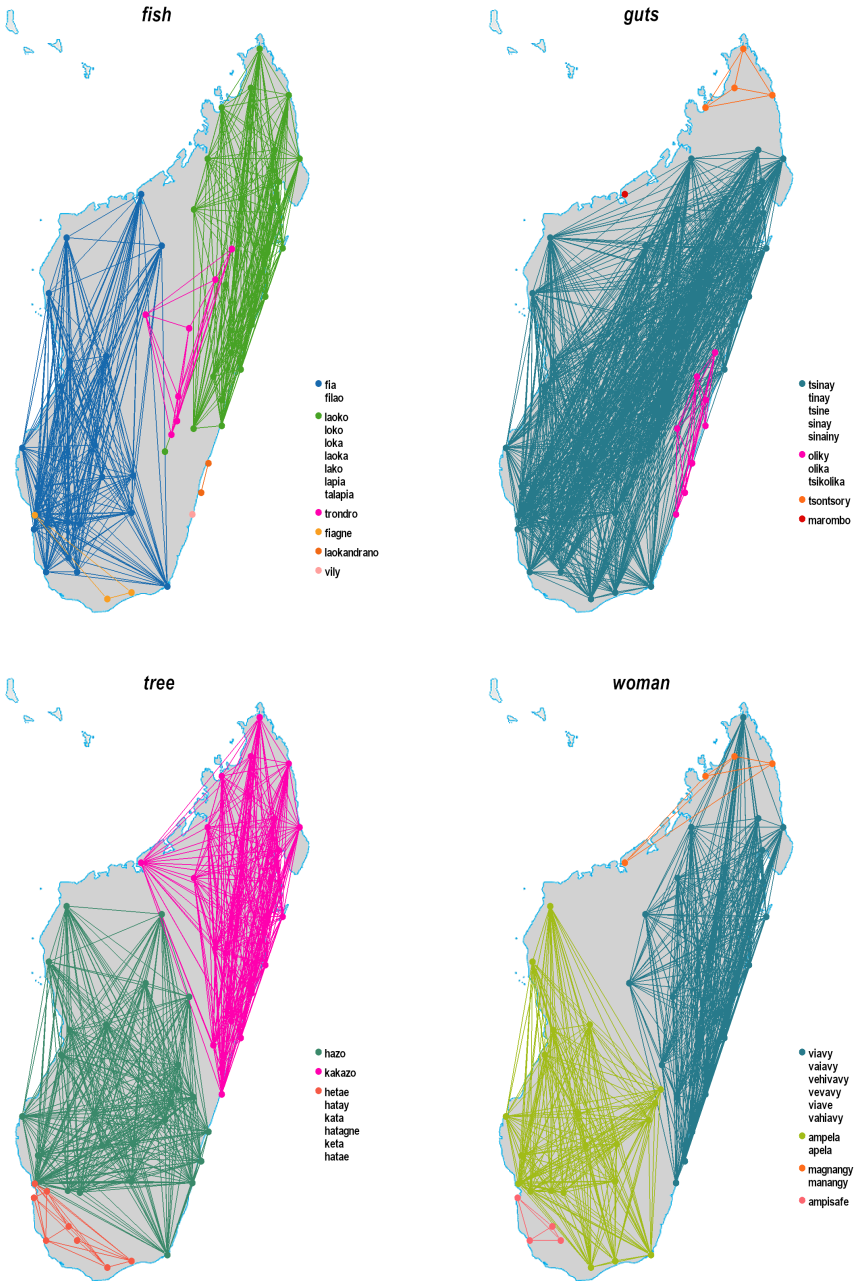 fish
fia
filao
laoko
loko
loka
laoka
lako
lapia
talapia
trondro
fiagne
laokandrano
vily
guts
tsinay
tinay
tsine
sinay
sinainy
oliky
olika
tsikolika
tsontsory
marombo
tree
hazo
kakazo
hetae
hatay
kata
hatagne
keta
hatae
woman
viavy
vaiavy
vehivavy
vevavy
viave
vahiavy
ampela
apela
magnangy
manangy
ampisafe